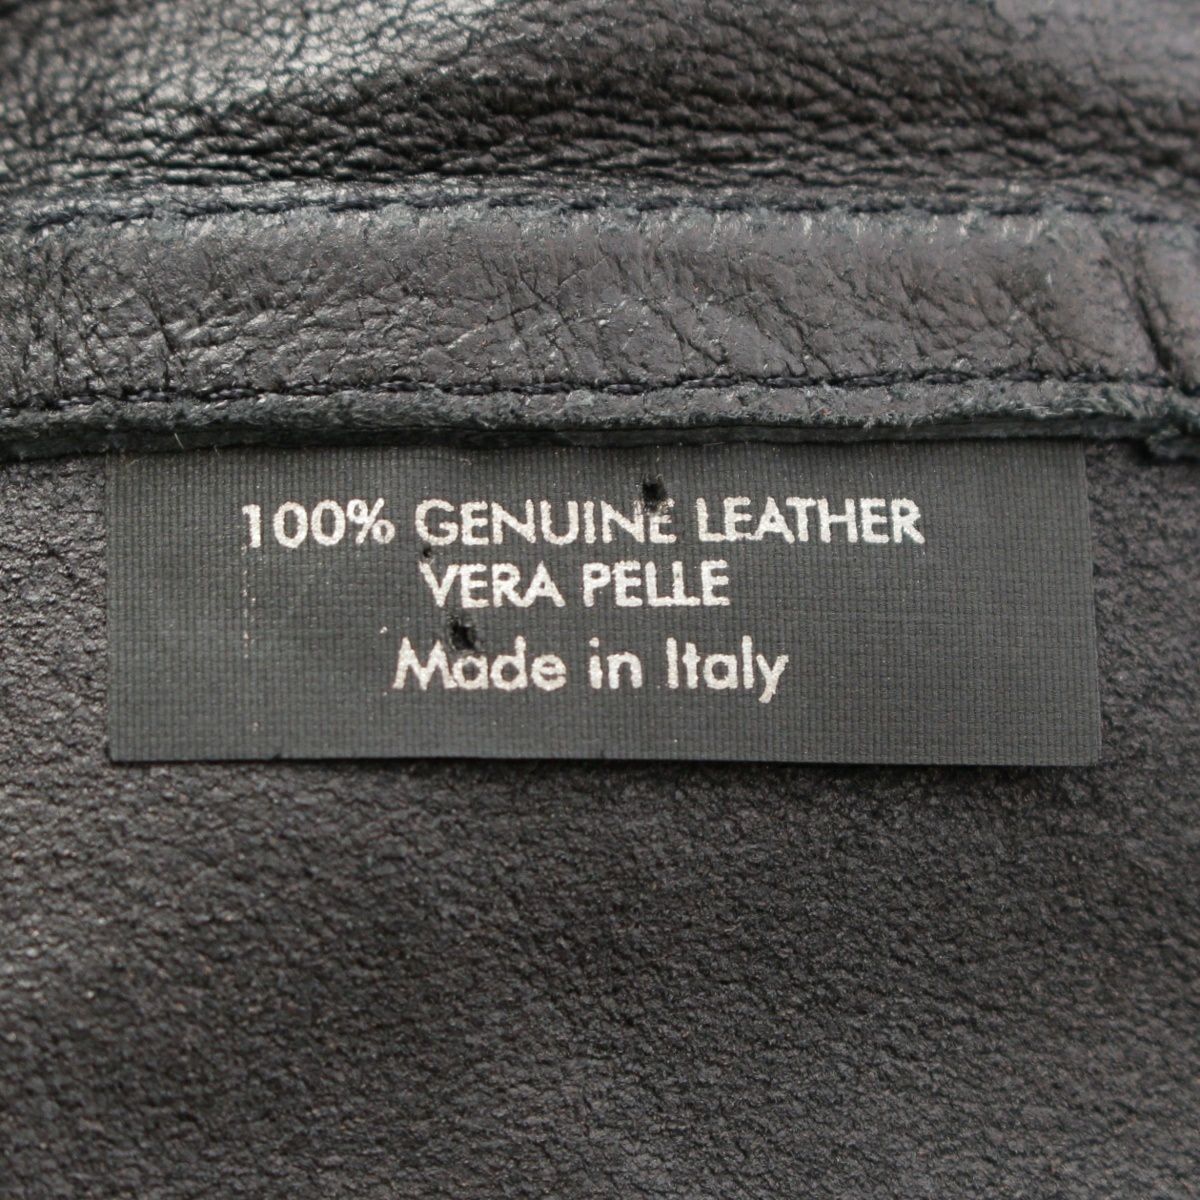 100% GENUINE LEATHER
VERA PELLE
Made in Italy